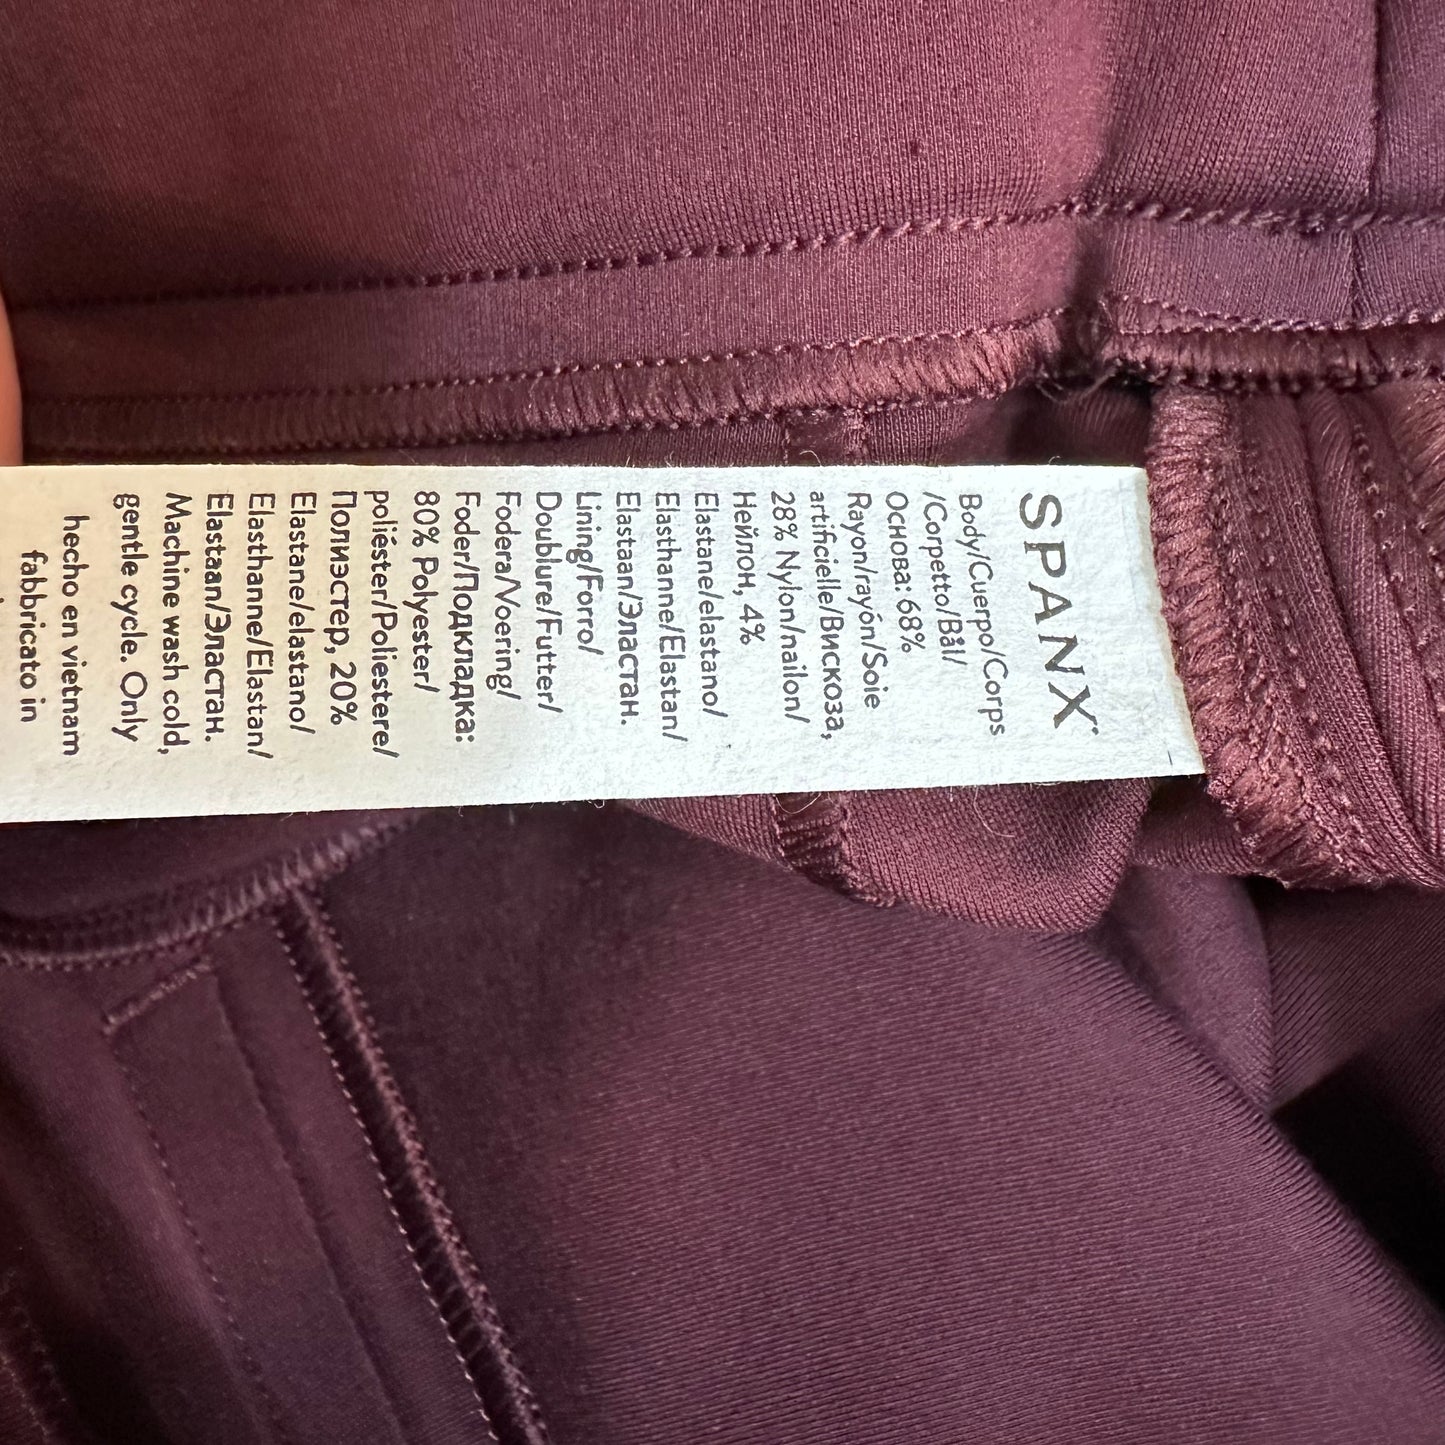 SPANX®
Body/Cuerpo/Corps
/Corpetto/Bål/
Основа: 68%
Rayon/rayón/Soie
artificielle/Вискоза,
28% Nylon/nailon/
Нейлон, 4%
Elastane/elastano/
Elasthanne/Elastan/
Elastaan/Эластан.
Lining/Forro/
Doublure/Futter/
Fodera/Voering/
Foder/Подкладка:
80% Polyester/
poliéster/Poliestere/
Полиэстер, 20%
Elastane/elastano/
Elasthanne/Elastan/
Elastaan/Эластан.
Machine wash cold,
gentle cycle. Only
hecho en vietnam
fabbricato in